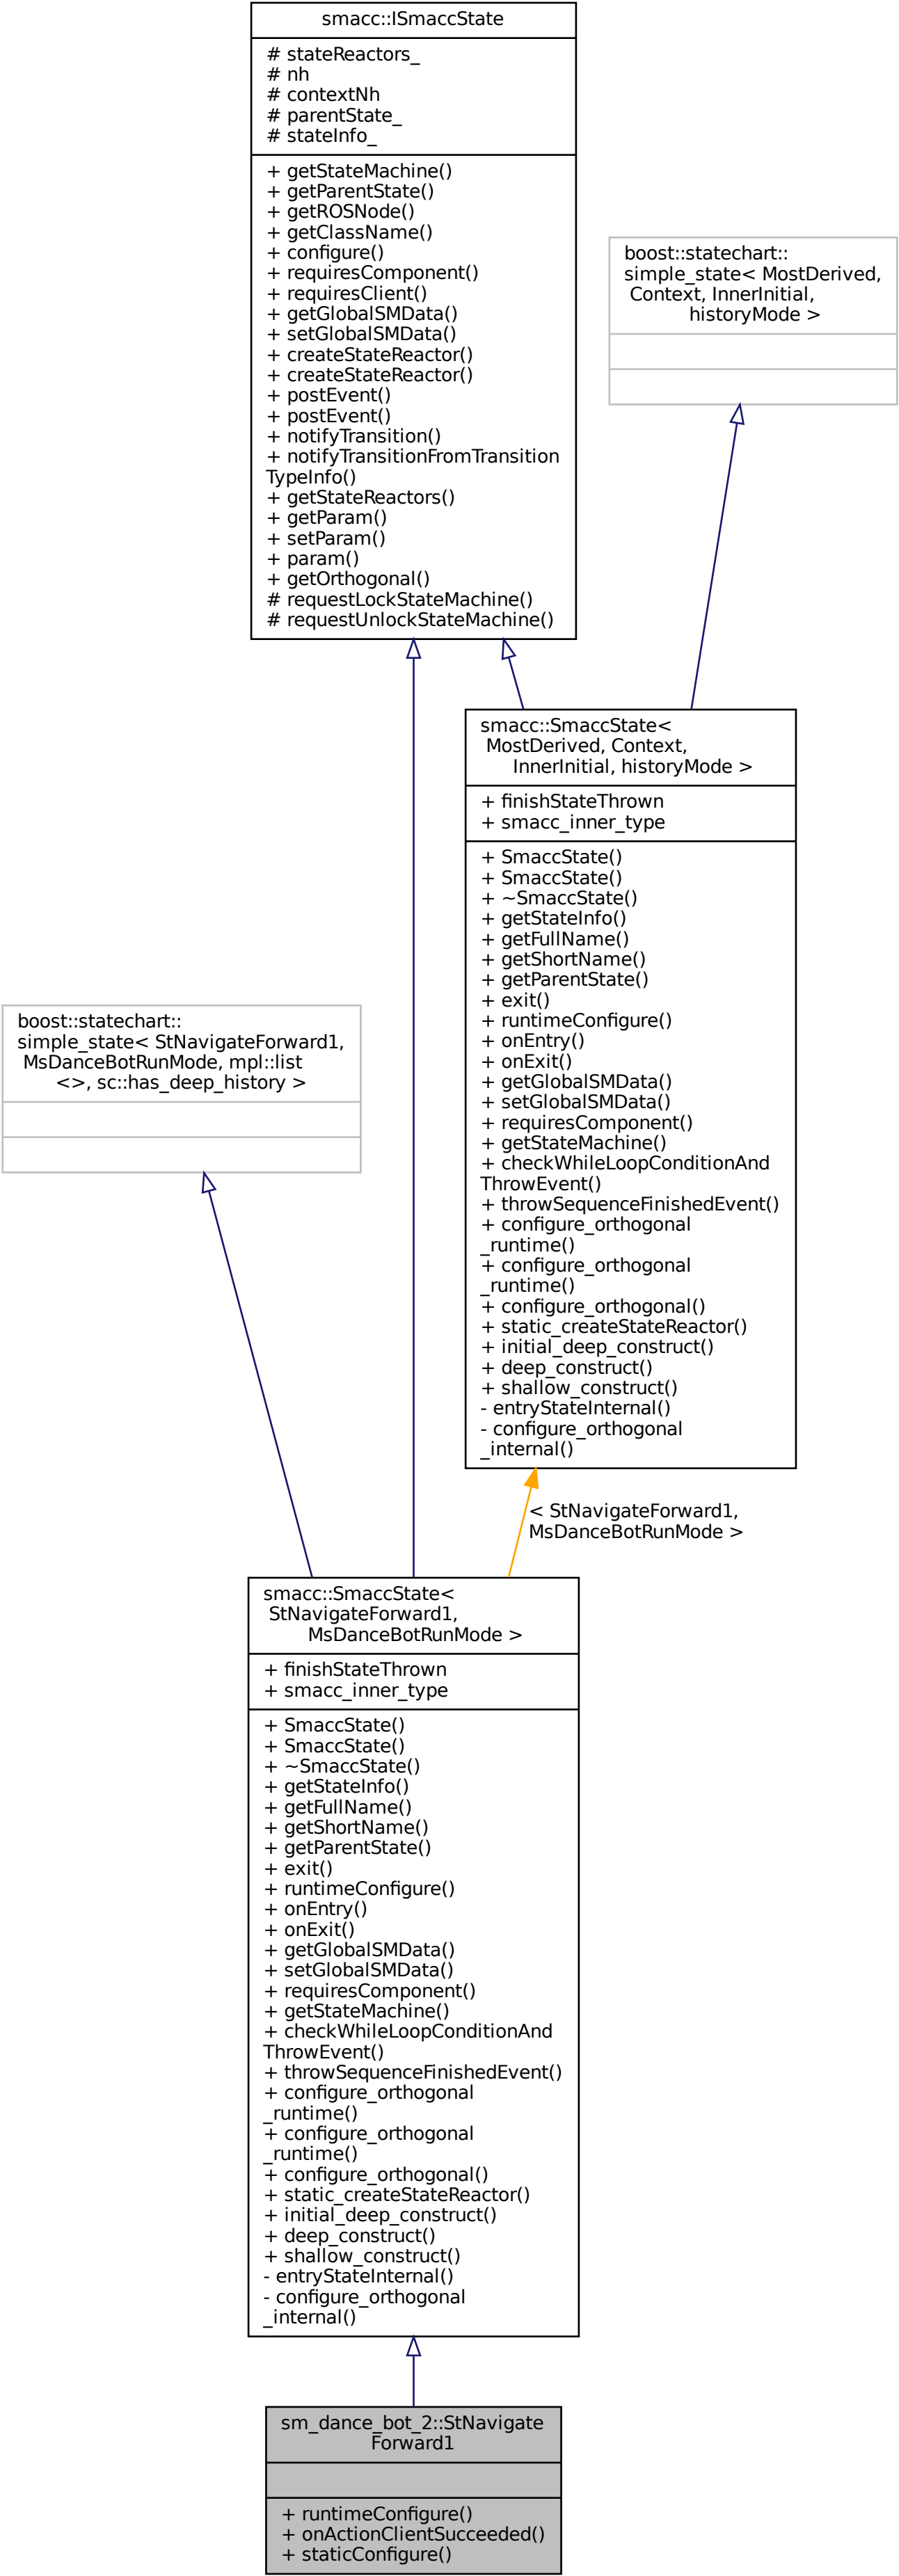 smacc::ISmaccState
# stateReactors_
# nh
# contextNh
# parentState_
# stateInfo_
+ getStateMachine()
+ getParentState()
+ getROSNode()
+ getClassName()
+ configure()
+ requiresComponent()
+ requiresClient()
+ getGlobalSMData()
+ setGlobalSMData()
+ createStateReactor()
+ createStateReactor()
+ postEvent()
+ postEvent()
+ notifyTransition()
+ notifyTransitionFromTransition
TypeInfo()
+ getStateReactors()
+ getParam()
+ setParam()
+ param()
+ getOrthogonal()
# requestLockStateMachine()
# requestUnlockStateMachine()
boost::statechart::
simple_state< MostDerived,
Context, InnerInitial,
historyMode >
smacc::SmaccState<
MostDerived, Context,
InnerInitial, historyMode >
+ finishStateThrown
+ smacc_inner_type
+ SmaccState()
+ SmaccState()
+ ~SmaccState()
+ getStateInfo()
+ getFullName()
+ getShortName()
+ getParentState()
+ exit()
+ runtimeConfigure()
+ onEntry()
+ onExit()
+ getGlobalSMData()
+ setGlobalSMData()
+ requiresComponent()
+ getStateMachine()
+ checkWhileLoopConditionAnd
ThrowEvent()
+ throwSequenceFinishedEvent()
+ configure_orthogonal
_runtime()
+ configure_orthogonal
_runtime()
+ configure_orthogonal()
+ static_createStateReactor()
+ initial_deep_construct()
+ deep_construct()
+ shallow_construct()
- entryStateInternal()
- configure_orthogonal
_internal()
boost::statechart::
simple_state< StNavigateForward1,
MsDanceBotRunMode, mpl::list
<>, sc::has_deep_history >
< StNavigateForward1,
MsDanceBotRunMode >
smacc::SmaccState<
StNavigateForward1,
MsDanceBotRunMode >
+ finishStateThrown
+ smacc_inner_type
+ SmaccState()
+ SmaccState()
+ ~SmaccState()
+ getStateInfo()
+ getFullName()
+ getShortName()
+ getParentState()
+ exit()
+ runtimeConfigure()
+ onEntry()
+ onExit()
+ getGlobalSMData()
+ setGlobalSMData()
+ requiresComponent()
+ getStateMachine()
+ checkWhileLoopConditionAnd
ThrowEvent()
+ throwSequenceFinishedEvent()
+ configure_orthogonal
_runtime()
+ configure_orthogonal
_runtime()
+ configure_orthogonal()
+ static_createStateReactor()
+ initial_deep_construct()
+ deep_construct()
+ shallow_construct()
- entryStateInternal()
- configure_orthogonal
_internal()
sm_dance_bot_2::StNavigate
Forward1
+ runtimeConfigure()
+ onActionClientSucceeded()
+ staticConfigure()